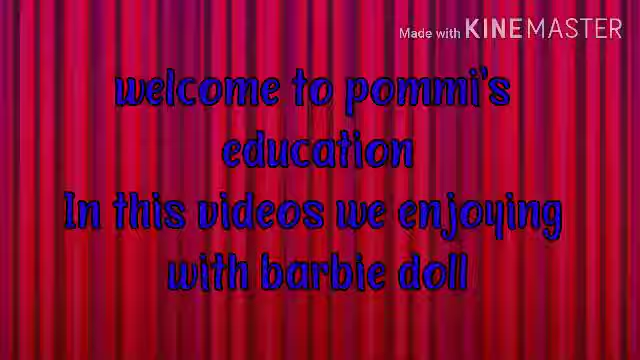 Made with KINEMASTER
welcome to pommi's
education
In this videos we enjoying
with barbie doll